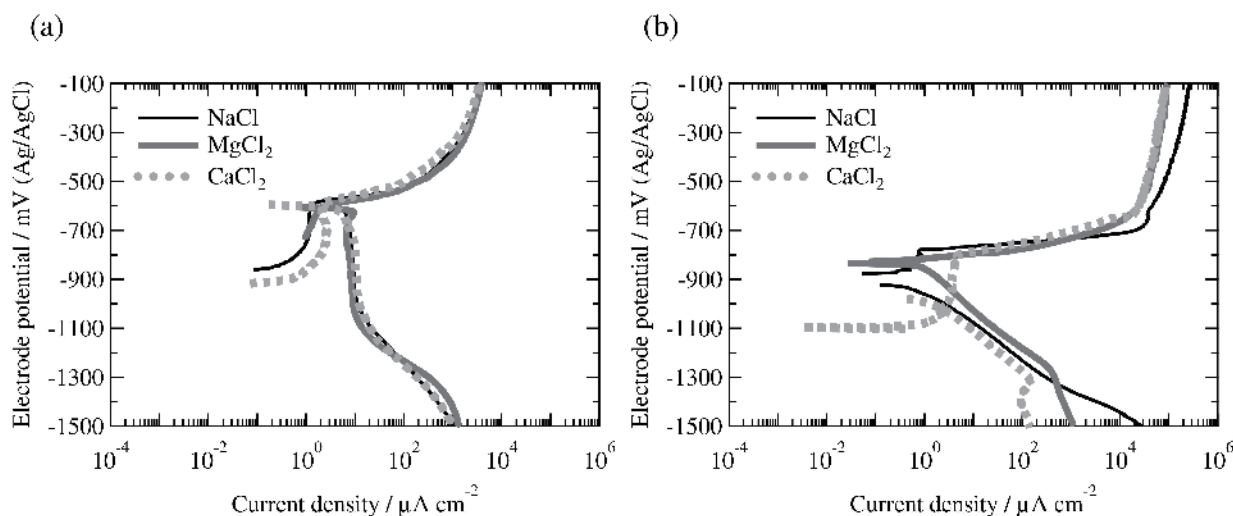 (a)
Electrode potential / mV (Ag/AgCl)
-100
-300
-500
-700
-900
-1100
-1300
-1500
NaCl
MgCl₂
CaCl₂
10⁻⁴
10⁻²
10⁰
10²
10⁴
10⁶
Current density / µA cm⁻²
(b)
Electrode potential / mV (Ag/AgCl)
-100
-300
-500
-700
-900
-1100
-1300
-1500
NaCl
MgCl₂
CaCl₂
10⁻⁴
10⁻²
10⁰
10²
10⁴
10⁶
Current density / µA cm⁻²